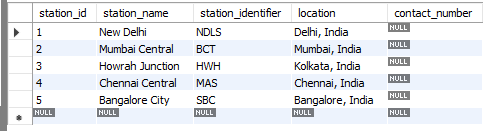 station_id station_name station_identifier location contact_number
1 New Delhi NDLS Delhi, India NULL
2 Mumbai Central BCT Mumbai, India NULL
3 Howrah Junction HWH Kolkata, India NULL
4 Chennai Central MAS Chennai, India NULL
5 Bangalore City SBC Bangalore, India NULL
NULL NULL NULL NULL NULL